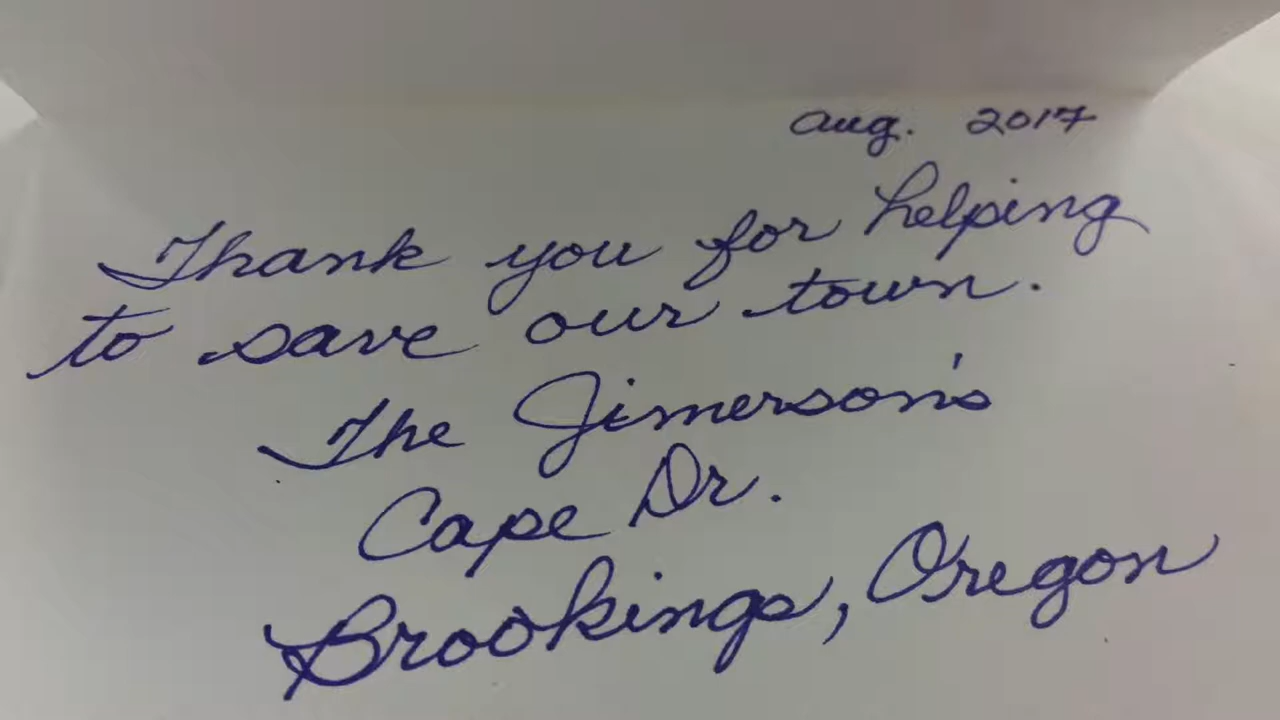 Aug. 2017
Thank you for helping
to save our town.
The Jimerson's
Cape Dr.
Brookings, Oregon